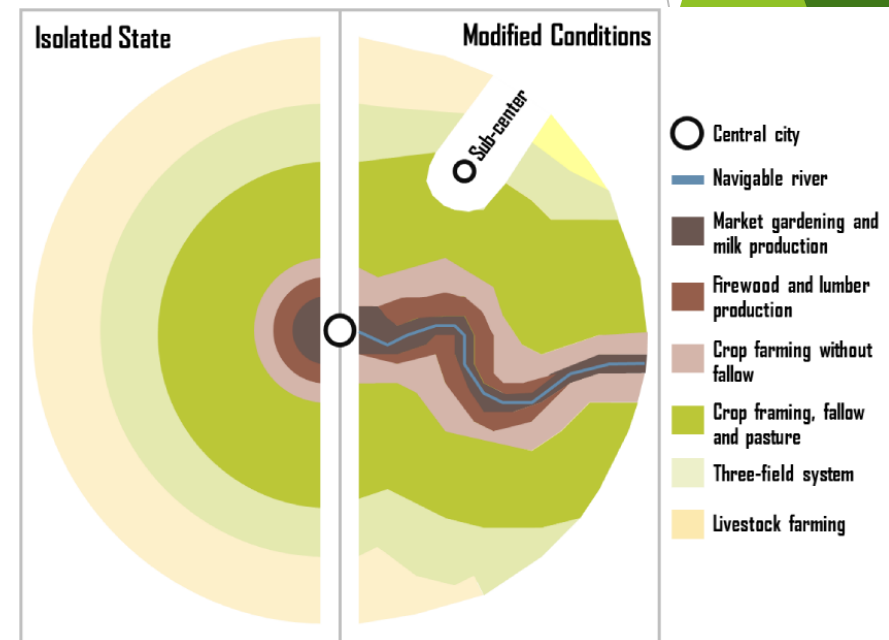 Isolated State
Modified Conditions
Sub-center
Central city
Navigable river
Market gardening and
milk production
Firewood and lumber
production
Crop farming without
fallow
Crop framing, fallow
and pasture
Three-field system
Livestock farming